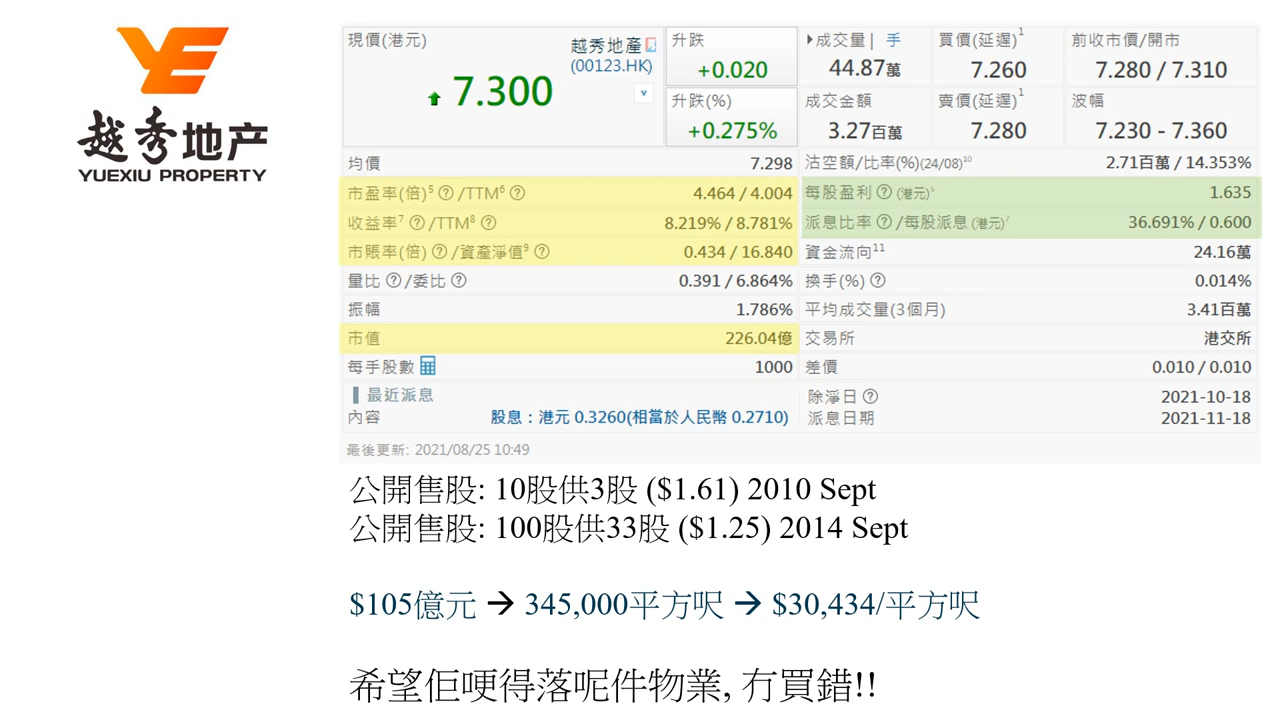 越秀地产
YUEXIU PROPERTY
現價(港元)
越秀地產
(00123.HK)
7.300
升跌
+0.020
升跌(%)
+0.275%
成交量| 手
44.87萬
買價(延遲)1
7.260
前收市價/開市
7.280 / 7.310
成交金額
3.27百萬
賣價(延遲)1
7.280
波幅
7.230 - 7.360
均價 7.298
沽空額/比率(%)(24/08)10 2.71百萬 / 14.353%
市盈率(倍)5 /TTM6 4.464 / 4.004
每股盈利 (港元)5 1.635
收益率7 /TTM8 8.219% / 8.781%
派息比率 /每股派息 (港元)7 36.691% / 0.600
市賬率(倍) /資產淨值9 0.434 / 16.840
資金流向11 24.16萬
量比 /委比 0.391 / 6.864%
換手(%) 0.014%
振幅 1.786%
平均成交量(3個月) 3.41百萬
市值 226.04億
交易所 港交所
每手股數 1000
差價 0.010 / 0.010
最近派息
除淨日 2021-10-18
內容 股息：港元 0.3260(相當於人民幣 0.2710)
派息日期 2021-11-18
最後更新: 2021/08/25 10:49
公開售股: 10股供3股 ($1.61) 2010 Sept
公開售股: 100股供33股 ($1.25) 2014 Sept
$105億元 → 345,000平方呎 → $30,434/平方呎
希望佢哽得落呢件物業, 冇買錯!!